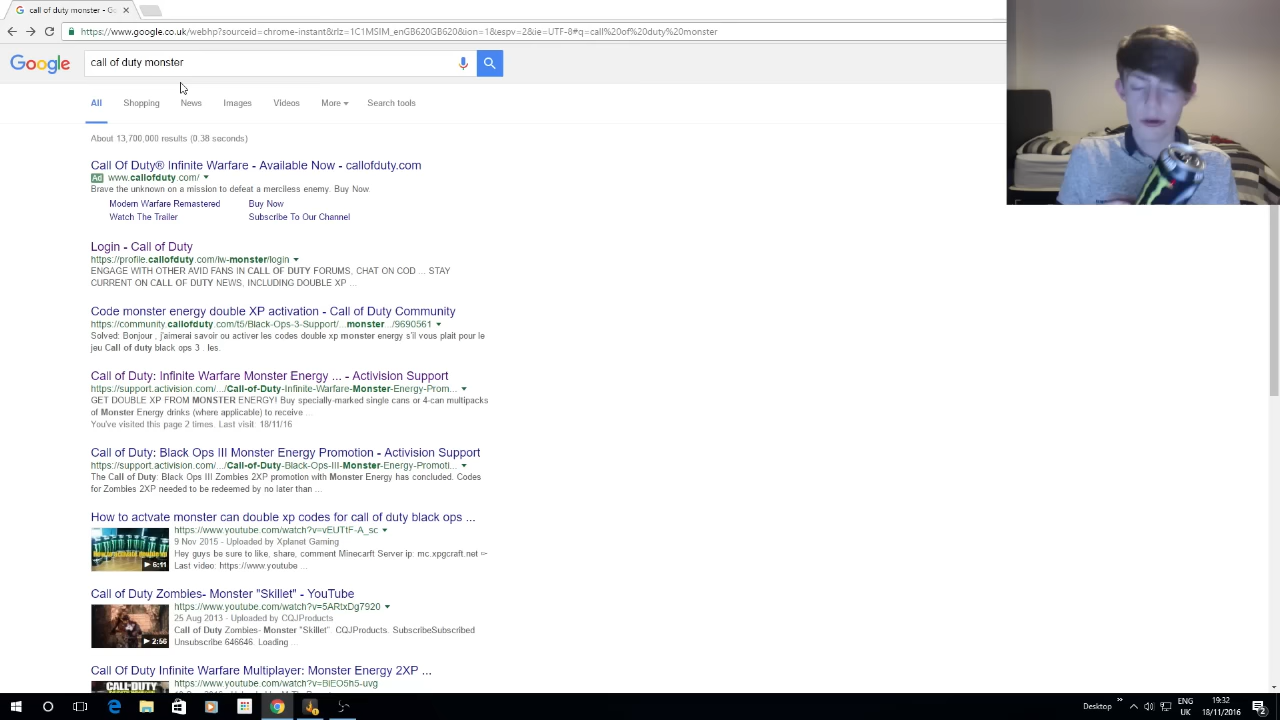 call of duty monster - Go
https://www.google.co.uk/webhp?sourceid=chrome-instant&rlz=1C1MSIM_enGB620GB620&ion=1&espv=2&ie=UTF-8#q=call%20of%20duty%20monster
Google
call of duty monster
All Shopping News Images Videos More Search tools
About 13,700,000 results (0.38 seconds)
Call Of Duty® Infinite Warfare - Available Now - callofduty.com
Ad www.callofduty.com/
Brave the unknown on a mission to defeat a merciless enemy. Buy Now.
Modern Warfare Remastered Buy Now
Watch The Trailer Subscribe To Our Channel
Login - Call of Duty
https://profile.callofduty.com/iw-monster/login
ENGAGE WITH OTHER AVID FANS IN CALL OF DUTY FORUMS, CHAT ON COD.... STAY
CURRENT ON CALL OF DUTY NEWS, INCLUDING DOUBLE XP ...
Code monster energy double XP activation - Call of Duty Community
https://community.callofduty.com/t5/Black-Ops-3-Support/...monster.../9690561
Solved: Bonjour , j'aimerai savoir ou activer les codes double xp monster energy s'il vous plait pour le
jeu Call of duty black ops 3 . les.
Call of Duty: Infinite Warfare Monster Energy ... - Activision Support
https://support.activision.com/.../Call-of-Duty-Infinite-Warfare-Monster-Energy-Prom...
GET DOUBLE XP FROM MONSTER ENERGY! Buy specially-marked single cans or 4-can multipacks
of Monster Energy drinks (where applicable) to receive ...
You've visited this page 2 times. Last visit: 18/11/16
Call of Duty: Black Ops III Monster Energy Promotion - Activision Support
https://support.activision.com/.../Call-of-Duty-Black-Ops-III-Monster-Energy-Promoti...
The Call of Duty: Black Ops III Zombies 2XP promotion with Monster Energy has concluded. Codes
for Zombies 2XP needed to be redeemed by no later than ...
How to actvate monster can double xp codes for call of duty black ops ...
https://www.youtube.com/watch?v=vEUTtF-A_sc
9 Nov 2015 - Uploaded by Xplanet Gaming
Hey guys be sure to like, share, comment Minecarft Server ip: mc.xpgcraft.net
Last video: https://www.youtube ...
6:11
Call of Duty Zombies- Monster "Skillet" - YouTube
https://www.youtube.com/watch?v=5ARtxDg7920
25 Aug 2013 - Uploaded by CQJProducts
Call of Duty Zombies- Monster "Skillet". CQJProducts. SubscribeSubscribed
Unsubscribe 646646. Loading ...
2:56
Call Of Duty Infinite Warfare Multiplayer: Monster Energy 2XP ...
https://www.youtube.com/watch?v=BlEO5h5-uvg
CALL DUTY
Desktop
ENG
UK
19:32
18/11/2016
2